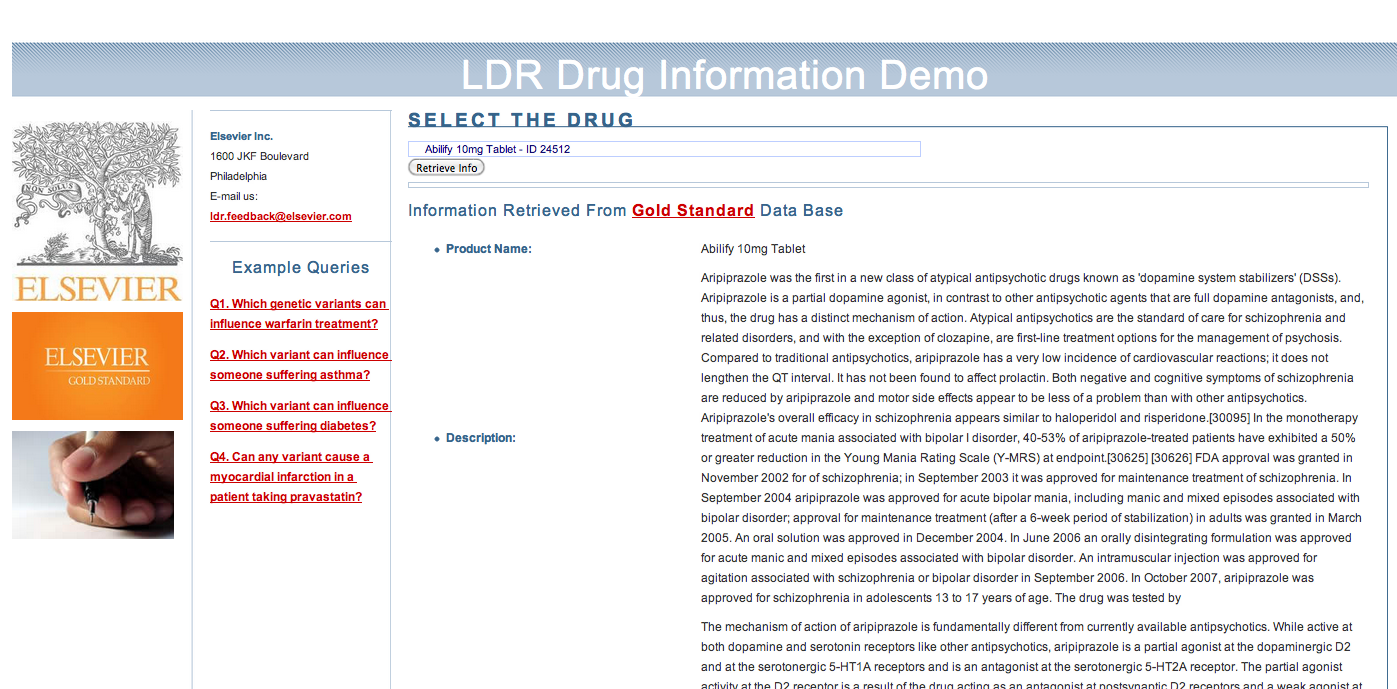 LDR Drug Information Demo
NON SOLUS
ELSEVIER
ELSEVIER
GOLD STANDARD
Elsevier Inc.
1600 JKF Boulevard
Philadelphia
E-mail us:
ldr.feedback@elsevier.com
Example Queries
Q1. Which genetic variants can
influence warfarin treatment?
Q2. Which variant can influence
someone suffering asthma?
Q3. Which variant can influence
someone suffering diabetes?
Q4. Can any variant cause a
myocardial infarction in a
patient taking pravastatin?
SELECT THE DRUG
Abilify 10mg Tablet - ID 24512
Retrieve Info
Information Retrieved From Gold Standard Data Base
Product Name:
Abilify 10mg Tablet
Description:
Aripiprazole was the first in a new class of atypical antipsychotic drugs known as 'dopamine system stabilizers' (DSSs).
Aripiprazole is a partial dopamine agonist, in contrast to other antipsychotic agents that are full dopamine antagonists, and,
thus, the drug has a distinct mechanism of action. Atypical antipsychotics are the standard of care for schizophrenia and
related disorders, and with the exception of clozapine, are first-line treatment options for the management of psychosis.
Compared to traditional antipsychotics, aripiprazole has a very low incidence of cardiovascular reactions; it does not
lengthen the QT interval. It has not been found to affect prolactin. Both negative and cognitive symptoms of schizophrenia
are reduced by aripiprazole and motor side effects appear to be less of a problem than with other antipsychotics.
Aripiprazole's overall efficacy in schizophrenia appears similar to haloperidol and risperidone.[30095] In the monotherapy
treatment of acute mania associated with bipolar I disorder, 40-53% of aripiprazole-treated patients have exhibited a 50%
or greater reduction in the Young Mania Rating Scale (Y-MRS) at endpoint.[30625] [30626] FDA approval was granted in
November 2002 for of schizophrenia; in September 2003 it was approved for maintenance treatment of schizophrenia. In
September 2004 aripiprazole was approved for acute bipolar mania, including manic and mixed episodes associated with
bipolar disorder; approval for maintenance treatment (after a 6-week period of stabilization) in adults was granted in March
2005. An oral solution was approved in December 2004. In June 2006 an orally disintegrating formulation was approved
for acute manic and mixed episodes associated with bipolar disorder. An intramuscular injection was approved for
agitation associated with schizophrenia or bipolar disorder in September 2006. In October 2007, aripiprazole was
approved for schizophrenia in adolescents 13 to 17 years of age. The drug was tested by
The mechanism of action of aripiprazole is fundamentally different from currently available antipsychotics. While active at
both dopamine and serotonin receptors like other antipsychotics, aripiprazole is a partial agonist at the dopaminergic D2
and at the serotonergic 5-HT1A receptors and is an antagonist at the serotonergic 5-HT2A receptor. The partial agonist
activity at the D2 receptor is a result of the drug acting as an antagonist at postsynaptic D2 receptors and a weak agonist at